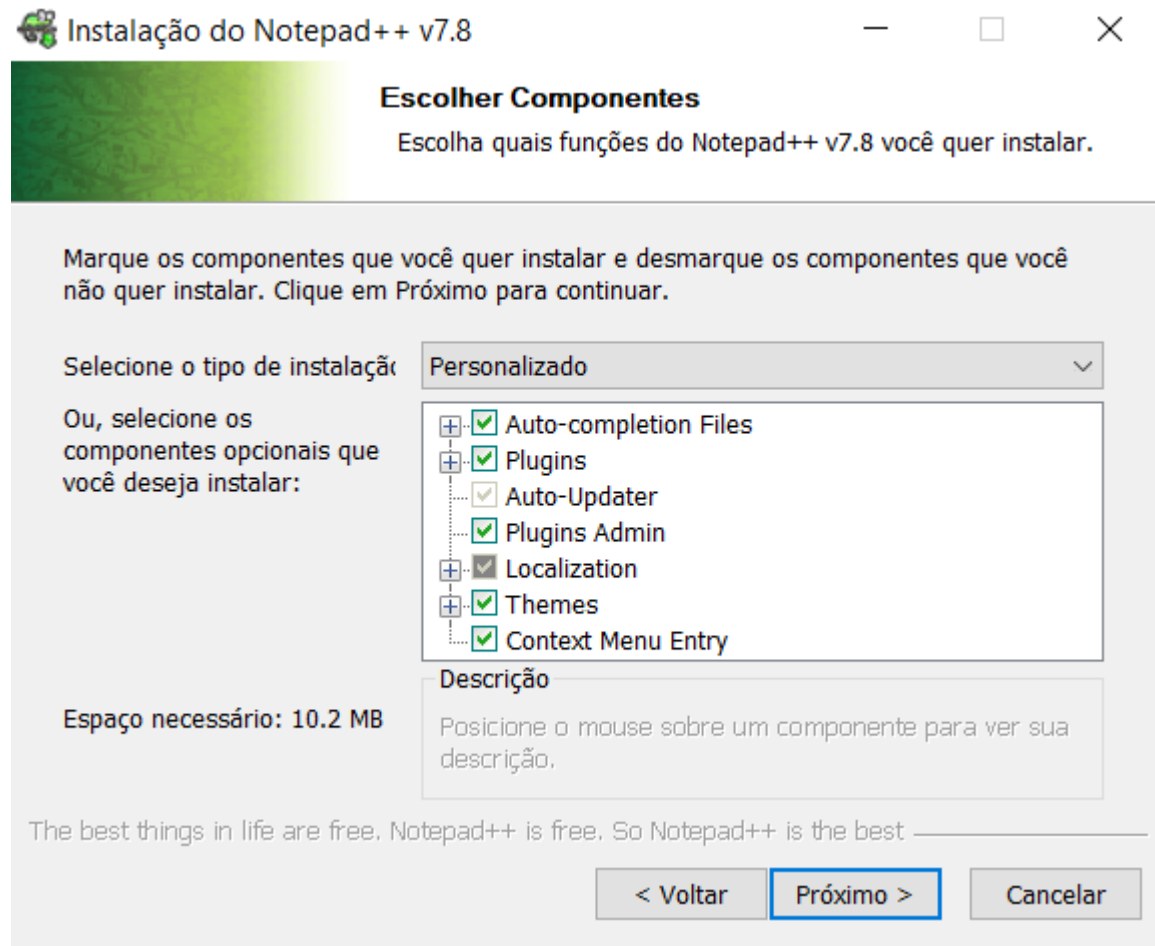 Instalação do Notepad++ v7.8
Escolher Componentes
Escolha quais funções do Notepad++ v7.8 você quer instalar.
Marque os componentes que você quer instalar e desmarque os componentes que você
não quer instalar. Clique em Próximo para continuar.
Selecione o tipo de instalação
Personalizado
Ou, selecione os
componentes opcionais que
você deseja instalar:
Auto-completion Files
Plugins
Auto-Updater
Plugins Admin
Localization
Themes
Context Menu Entry
Espaço necessário: 10.2 MB
Descrição
Posicione o mouse sobre um componente para ver sua
descrição.
The best things in life are free. Notepad++ is free. So Notepad++ is the best
< Voltar
Próximo >
Cancelar